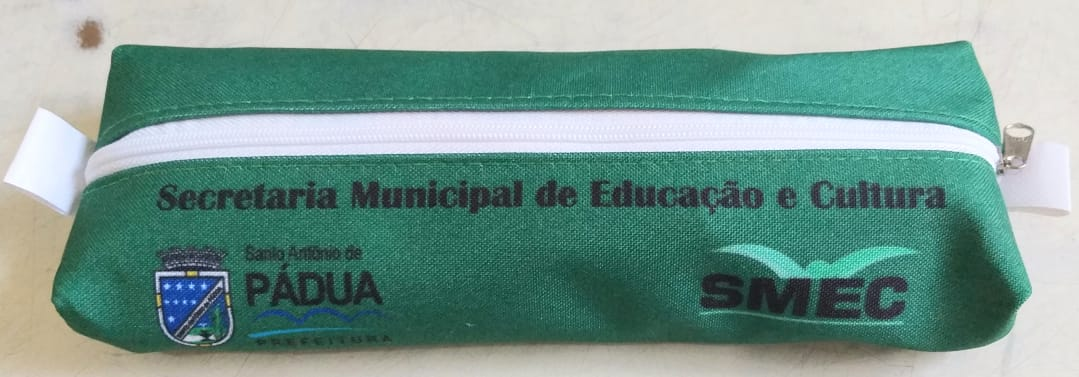 Secretaria Municipal de Educação e Cultura
Santo Antônio de
PÁDUA
PREFEITURA
SMEC